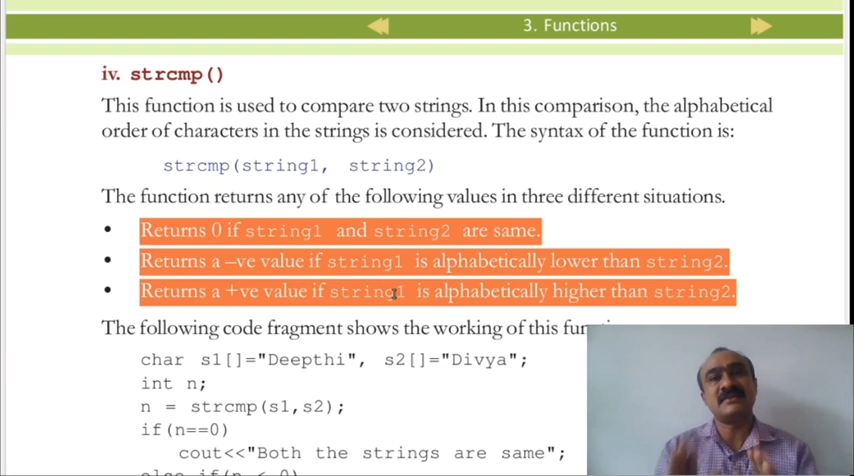 3. Functions
iv. strcmp()
This function is used to compare two strings. In this comparison, the alphabetical
order of characters in the strings is considered. The syntax of the function is:
strcmp(string1, string2)
The function returns any of the following values in three different situations.
• Returns 0 if string1 and string2 are same.
• Returns a –ve value if string1 is alphabetically lower than string2.
• Returns a +ve value if string1 is alphabetically higher than string2.
The following code fragment shows the working of this
char s1[]="Deepthi", s2[]="Divya";
int n;
n = strcmp(s1,s2);
if(n==0)
cout<<"Both the strings are same";
else if(n < 0)